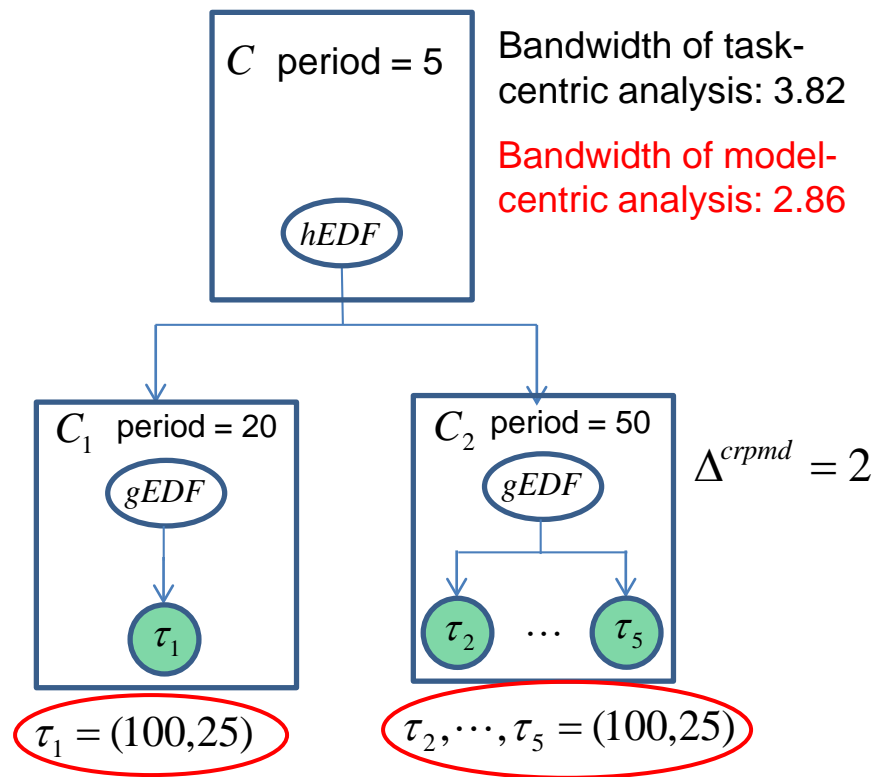 C period = 5
Bandwidth of task-
centric analysis: 3.82
Bandwidth of model-
centric analysis: 2.86
hEDF
C₁ period = 20
gEDF
τ₁
C₂ period = 50
gEDF
τ₂ ⋯ τ₅
Δ^{crpmd} = 2
τ₁ = (100,25)
τ₂,⋯,τ₅ = (100,25)